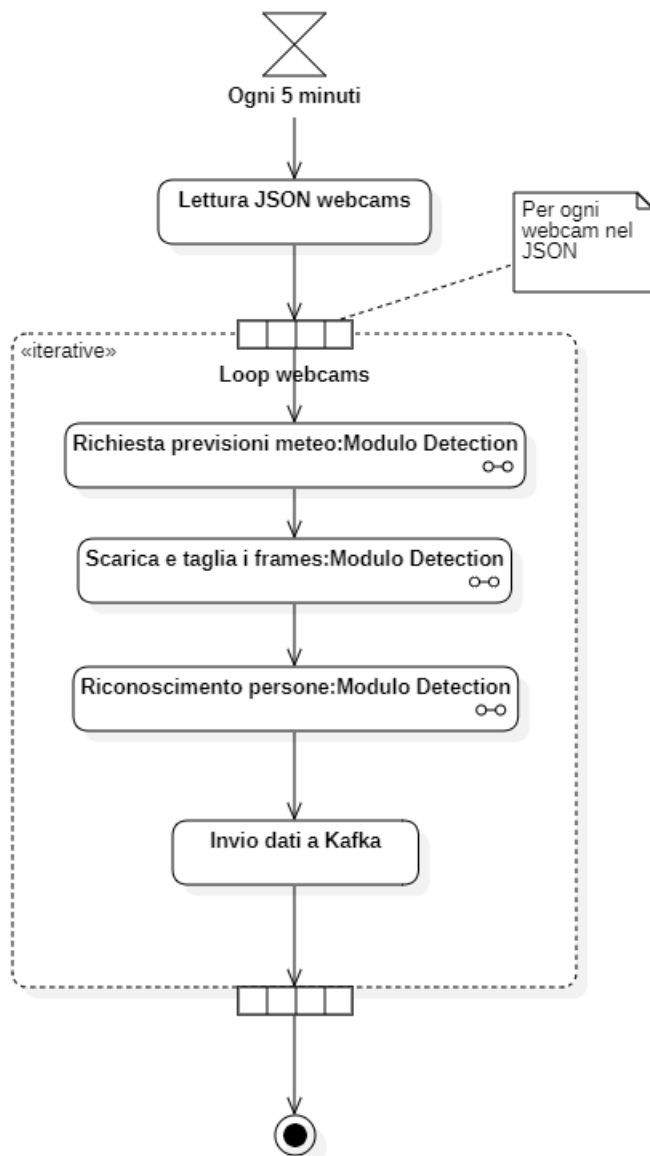 Ogni 5 minuti
Lettura JSON webcams
Per ogni
webcam nel
JSON
«iterative»
Loop webcams
Richiesta previsioni meteo:Modulo Detection
Scarica e taglia i frames:Modulo Detection
Riconoscimento persone:Modulo Detection
Invio dati a Kafka